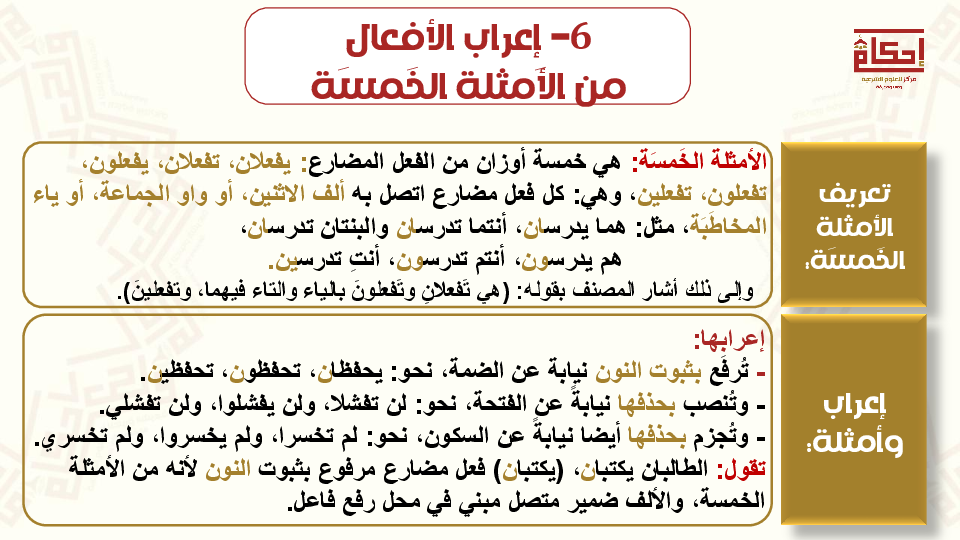 6- إعراب الأفعال
من الأَمثلة الخَمسَة
إحكام
مركز للعلوم الشرعية
تعريف
الأمثلة
الخَمسَة:
الأمثلة الخَمسَة: هي خمسة أوزان من الفعل المضارع: يفعلان، تفعلان، يفعلون،
تفعلون، تفعلين، وهي: كل فعل مضارع اتصل به ألف الاثنين، أو واو الجماعة، أو ياء
المخاطَبَة، مثل: هما يدرسان، أنتما تدرسان والبنتان تدرسان،
هم يدرسون، أنتم تدرسون، أنتِ تدرسين.
وإلى ذلك أشار المصنف بقوله: (هي تَفعلانِ وتَفعلونَ بالياء والتاء فيهما، وتفعلينَ).
إعراب
وأمثلة:
إعرابها:
- تُرفَع بثبوت النون نيابة عن الضمة، نحو: يحفظان، تحفظون، تحفظين.
- وتُنصب بحذفها نيابةً عن الفتحة، نحو: لن تفشلا، ولن يفشلوا، ولن تفشلي.
- وتُجزم بحذفها أيضا نيابةً عن السكون، نحو: لم تخسرا، ولم يخسروا، ولم تخسري.
تقول: الطالبان يكتبان، (يكتبان) فعل مضارع مرفوع بثبوت النون لأنه من الأمثلة
الخمسة، والألف ضمير متصل مبني في محل رفع فاعل.